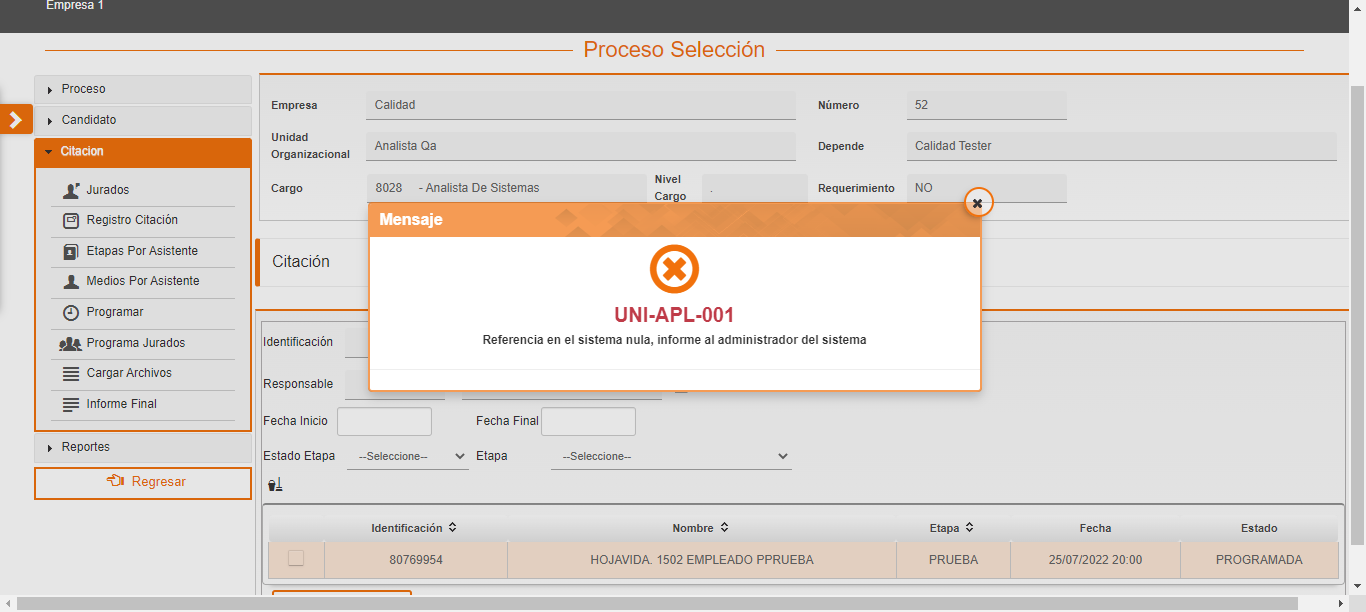 Empresa 1
Proceso Selección
Proceso
Candidato
Citacion
Jurados
Registro Citación
Etapas Por Asistente
Medios Por Asistente
Programar
Programa Jurados
Cargar Archivos
Informe Final
Reportes
Regresar
Empresa Calidad Número 52
Unidad Organizacional Analista Qa Depende Calidad Tester
Cargo 8028 - Analista De Sistemas Nivel Cargo . Requerimiento NO
Citación
Mensaje
UNI-APL-001
Referencia en el sistema nula, informe al administrador del sistema
Identificación
Responsable
Fecha Inicio Fecha Final
Estado Etapa --Seleccione-- Etapa --Seleccione--
Identificación Nombre Etapa Fecha Estado
80769954 HOJAVIDA. 1502 EMPLEADO PPRUEBA PRUEBA 25/07/2022 20:00 PROGRAMADA